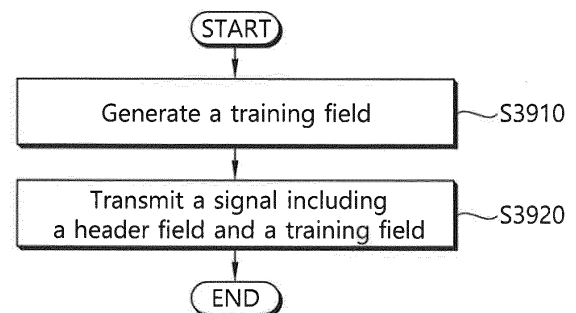 START
Generate a training field
S3910
Transmit a signal including
a header field and a training field
S3920
END